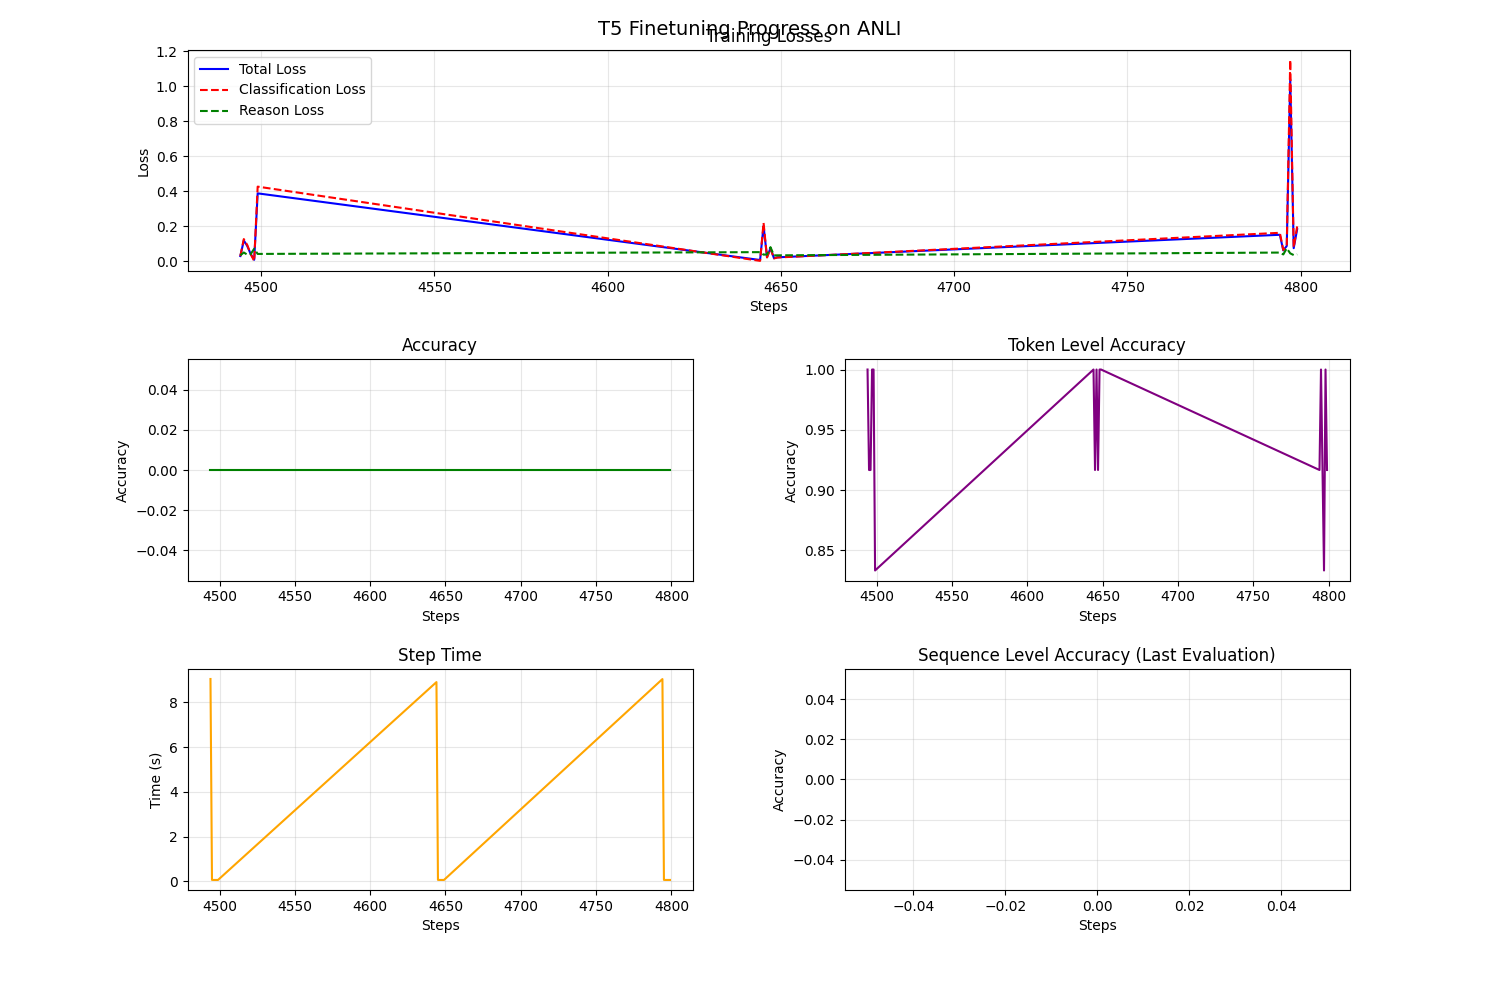 T5 Finetuning Progress on ANLI
Training Losses
1.2
1.0
0.8
0.6
0.4
0.2
0.0
Loss
Total Loss
Classification Loss
Reason Loss
4500 4550 4600 4650 4700 4750 4800
Steps
Accuracy
0.04
0.02
0.00
−0.02
−0.04
Accuracy
4500 4550 4600 4650 4700 4750 4800
Steps
Token Level Accuracy
1.00
0.95
0.90
0.85
Accuracy
4500 4550 4600 4650 4700 4750 4800
Steps
Step Time
8
6
4
2
0
Time (s)
4500 4550 4600 4650 4700 4750 4800
Steps
Sequence Level Accuracy (Last Evaluation)
0.04
0.02
0.00
−0.02
−0.04
Accuracy
−0.04 −0.02 0.00 0.02 0.04
Steps